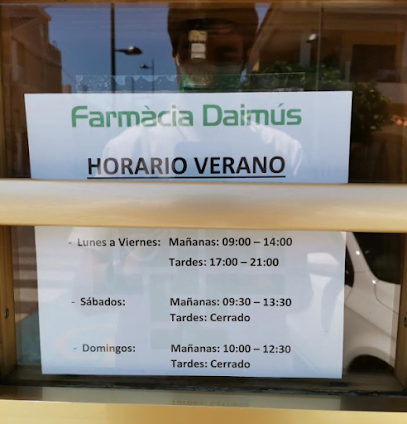 Farmàcia Daimús
HORARIO VERANO
- Lunes a Viernes: Mañanas: 09:00 – 14:00
Tardes: 17:00 – 21:00
- Sábados: Mañanas: 09:30 – 13:30
Tardes: Cerrado
- Domingos: Mañanas: 10:00 – 12:30
Tardes: Cerrado